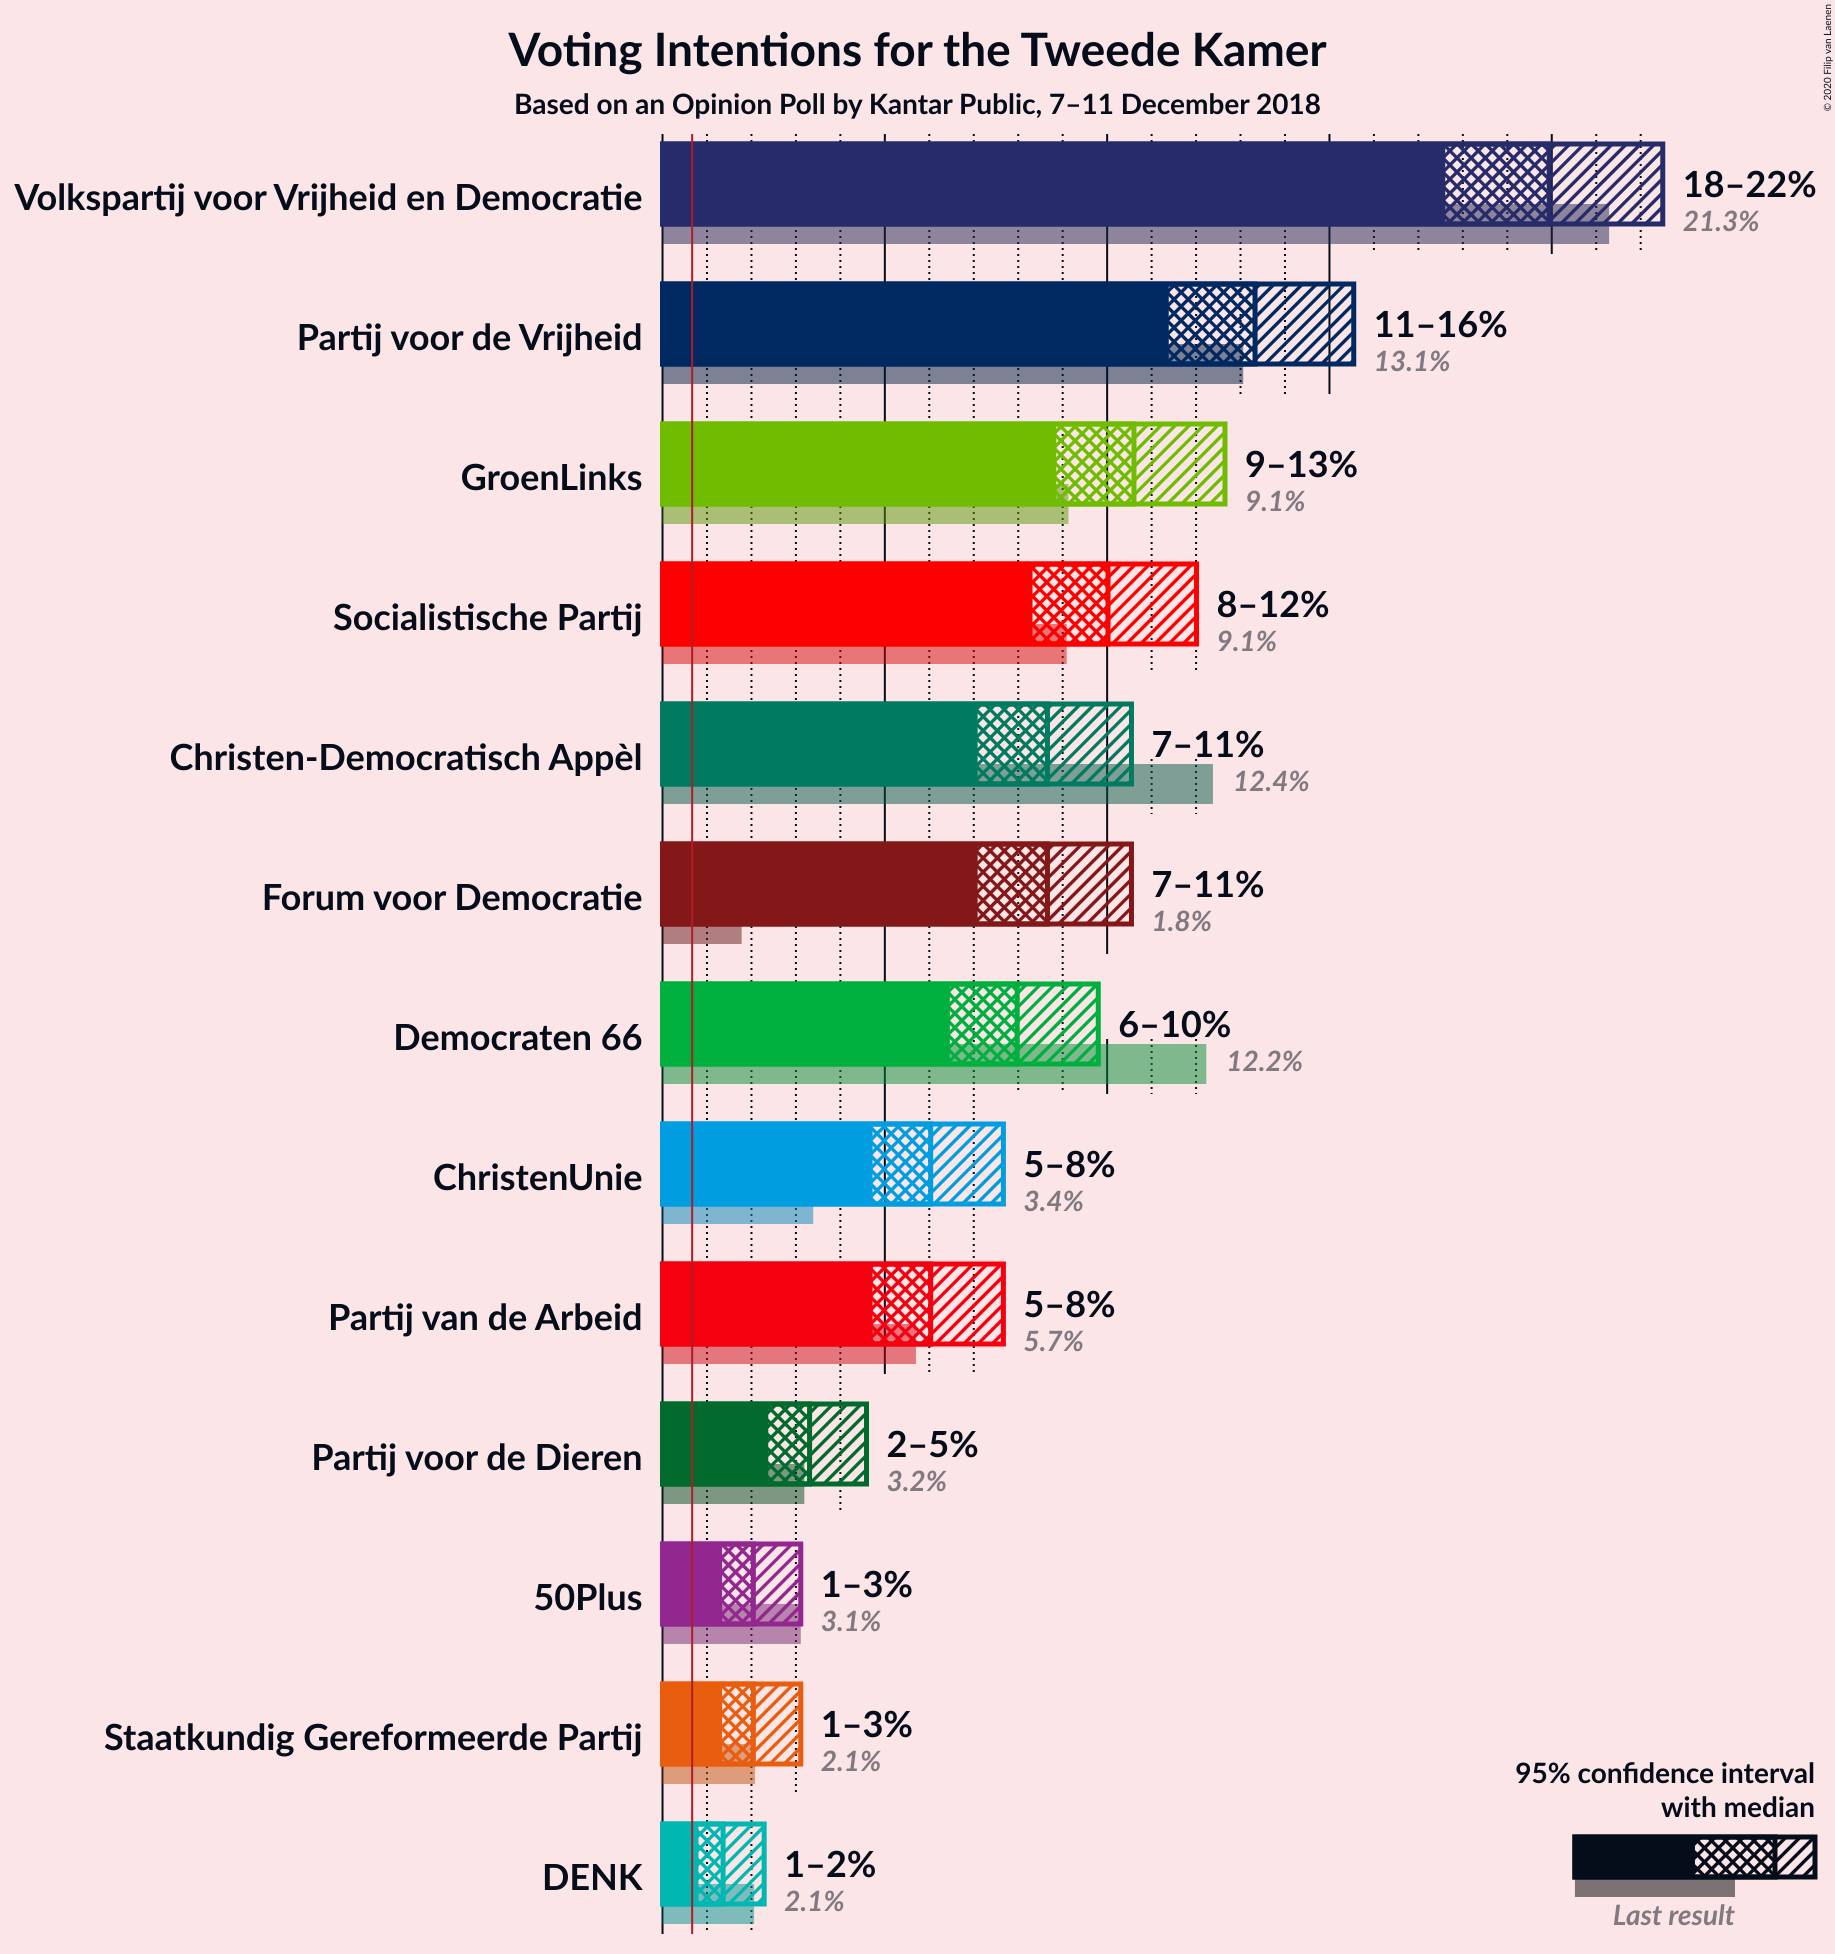 Voting Intentions for the Tweede Kamer
Based on an Opinion Poll by Kantar Public, 7–11 December 2018
© 2020 Filip van Laenen
Volkspartij voor Vrijheid en Democratie
18–22%
21.3%
Partij voor de Vrijheid
11–16%
13.1%
GroenLinks
9–13%
9.1%
Socialistische Partij
8–12%
9.1%
Christen-Democratisch Appèl
7–11%
12.4%
Forum voor Democratie
7–11%
1.8%
Democraten 66
6–10%
12.2%
ChristenUnie
5–8%
3.4%
Partij van de Arbeid
5–8%
5.7%
Partij voor de Dieren
2–5%
3.2%
50Plus
1–3%
3.1%
Staatkundig Gereformeerde Partij
1–3%
2.1%
DENK
1–2%
2.1%
95% confidence interval
with median
Last result